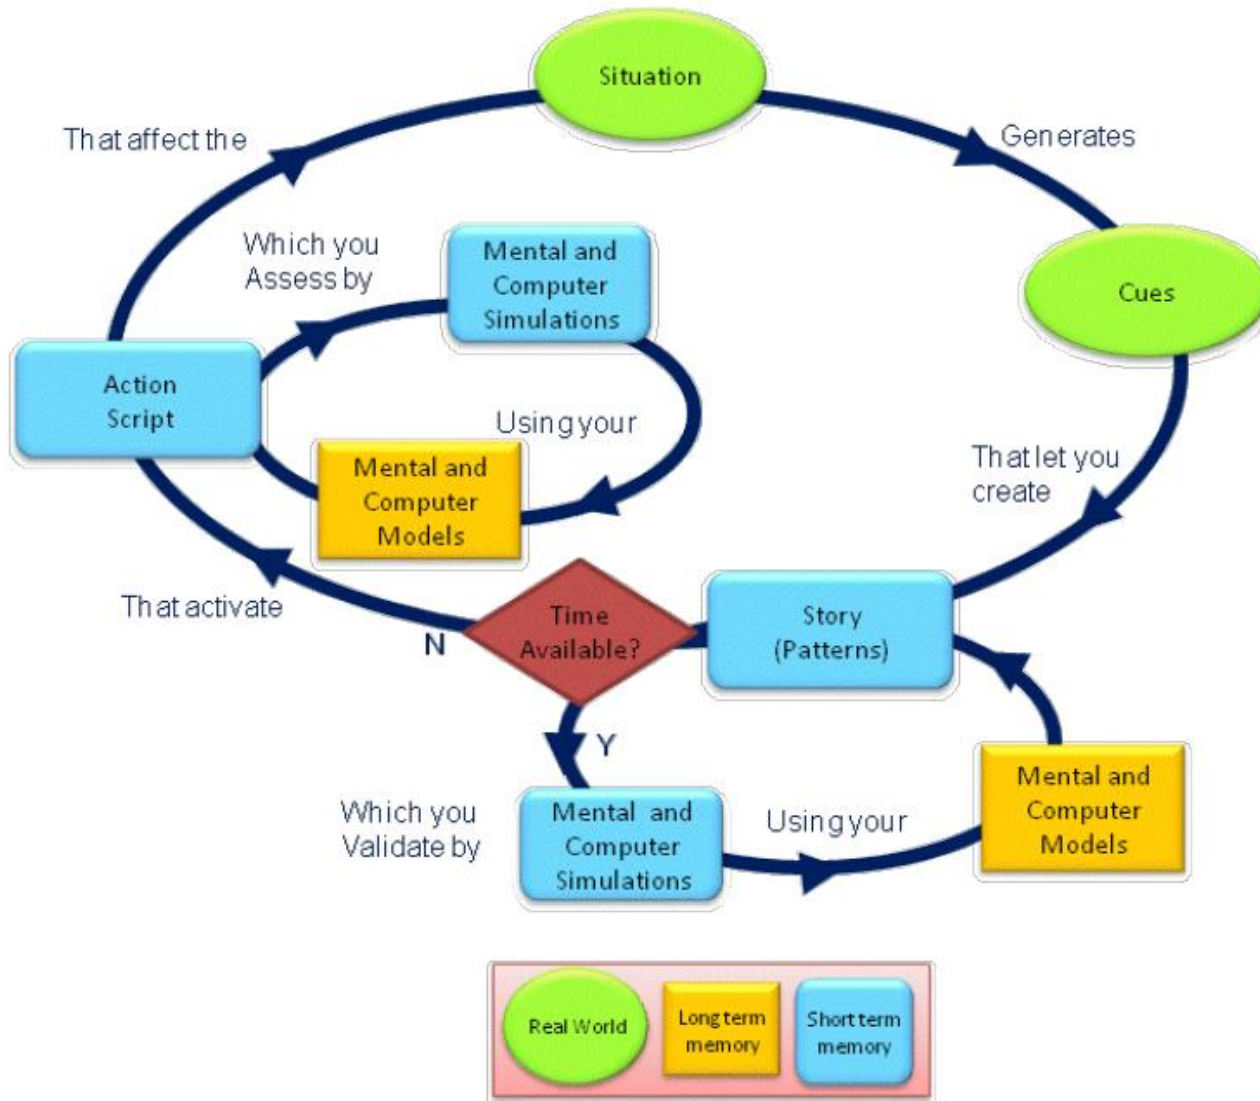 Situation
That affect the
Generates
Which you
Assess by
Mental and
Computer
Simulations
Cues
Action
Script
Using your
Mental and
Computer
Models
That let you
create
That activate
N
Time
Available?
Story
(Patterns)
Y
Which you
Validate by
Mental and
Computer
Simulations
Using your
Mental and
Computer
Models
Real World
Long term
memory
Short term
memory